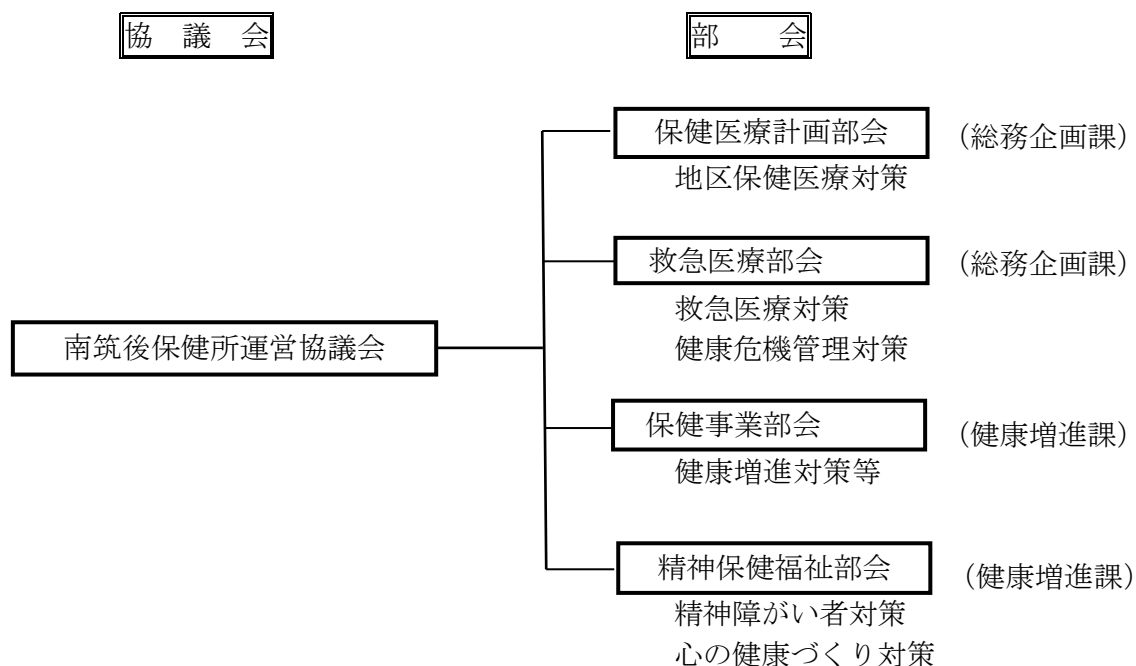 協　議　会
部　　会
保健医療計画部会　（総務企画課）
地区保健医療対策
救急医療部会　（総務企画課）
救急医療対策
健康危機管理対策
南筑後保健所運営協議会
保健事業部会　（健康増進課）
健康増進対策等
精神保健福祉部会　（健康増進課）
精神障がい者対策
心の健康づくり対策